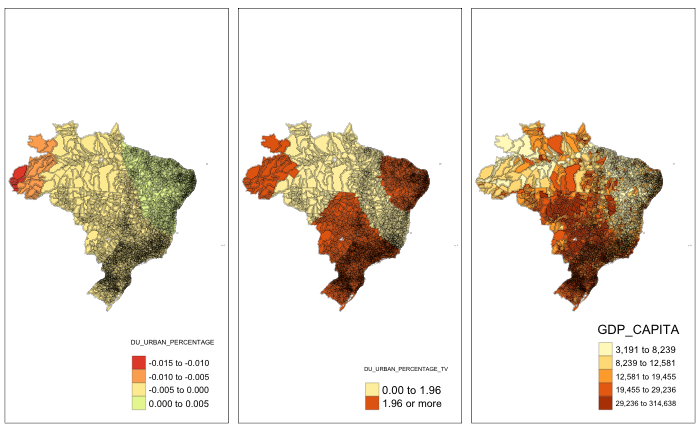 DU_URBAN_PERCENTAGE
-0.015 to -0.010
-0.010 to -0.005
-0.005 to 0.000
0.000 to 0.005
DU_URBAN_PERCENTAGE_TV
0.00 to 1.96
1.96 or more
GDP_CAPITA
3,191 to 8,239
8,239 to 12,581
12,581 to 19,455
19,455 to 29,236
29,236 to 314,638